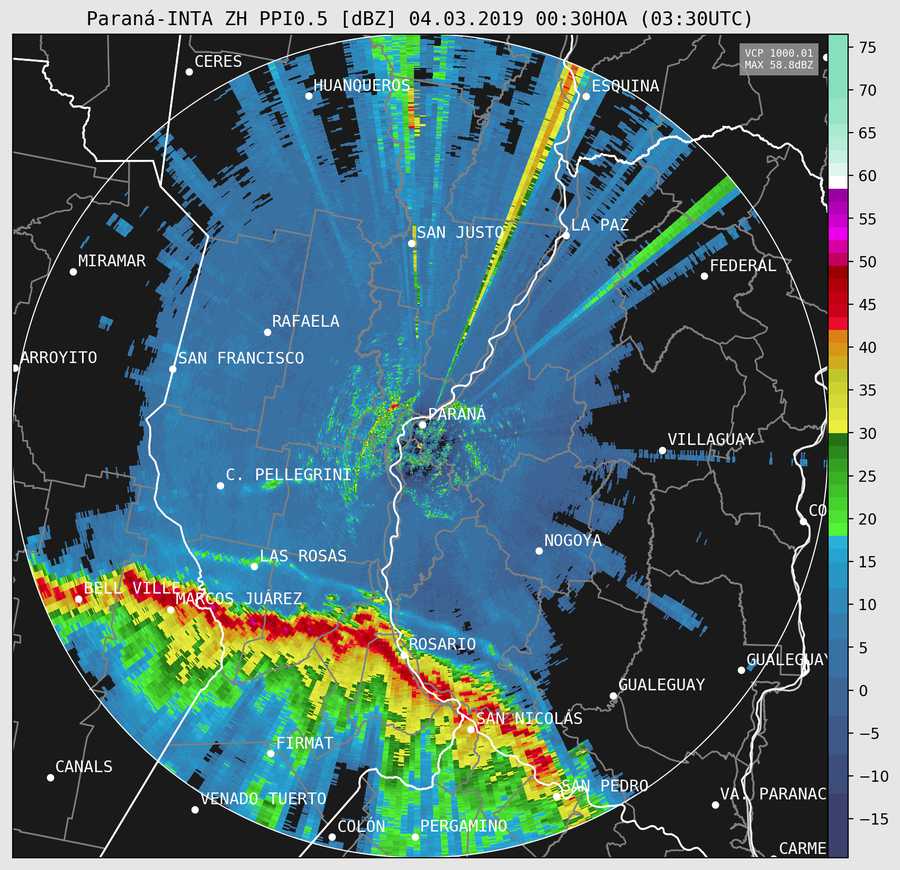 Paraná-INTA ZH PPI0.5 [dBZ] 04.03.2019 00:30HOA (03:30UTC)
VCP 1000.01
MAX 58.8dBZ
CERES
HUANQUEROS
ESQUINA
SAN JUSTO
LA PAZ
MIRAMAR
FEDERAL
RAFAELA
ARROYITO
SAN FRANCISCO
PARANÁ
VILLAGUAY
C. PELLEGRINI
CO
NOGOYA
LAS ROSAS
BELL VILLE
MARCOS JUÁREZ
ROSARIO
GUALEGUAY
GUALEGUAY
SAN NICOLÁS
FIRMAT
CANALS
SAN PEDRO
VENADO TUERTO
VA. PARANAC
COLÓN
PERGAMINO
CARME
75
70
65
60
55
50
45
40
35
30
25
20
15
10
5
0
−5
−10
−15